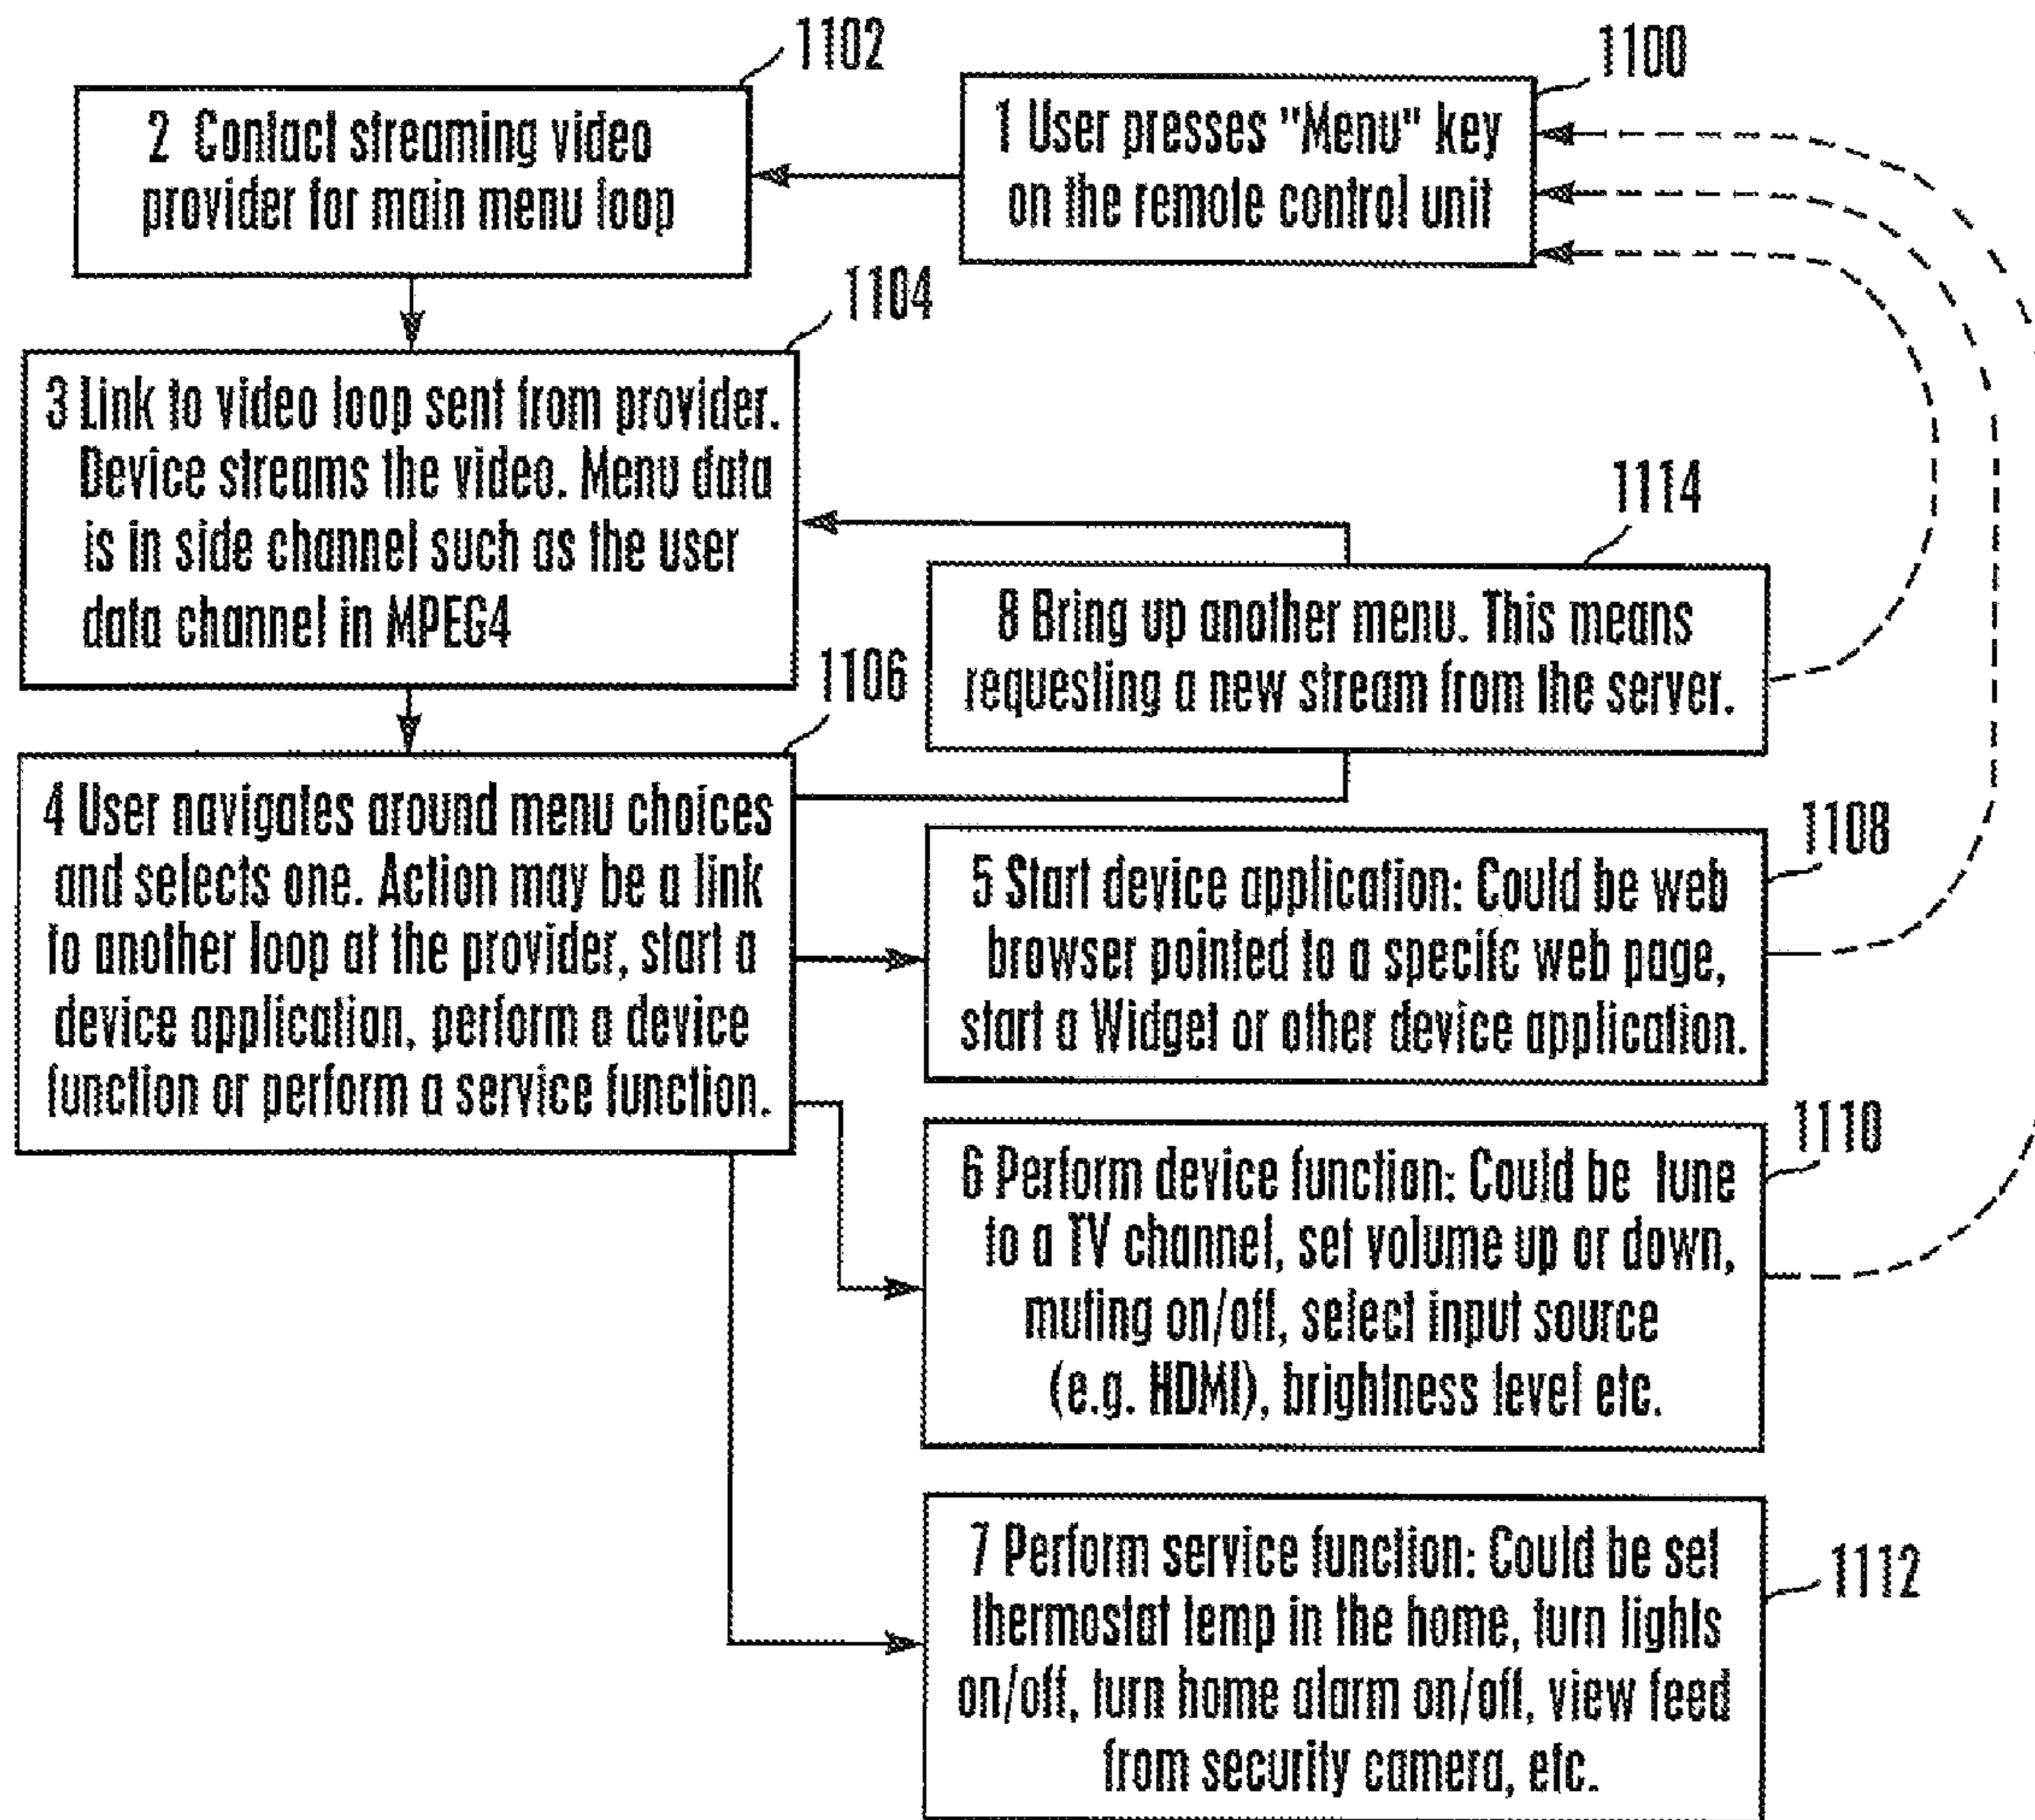 1102
2 Contact streaming video
provider for main menu loop
1100
1 User presses "Menu" key
on the remote control unit
1104
3 Link to video loop sent from provider.
Device streams the video. Menu data
is in side channel such as the user
data channel in MPEG4
1114
8 Bring up another menu. This means
requesting a new stream from the server.
1106
4 User navigates around menu choices
and selects one. Action may be a link
to another loop at the provider, start a
device application, perform a device
function or perform a service function.
1108
5 Start device application: Could be web
browser pointed to a specifc web page,
start a Widget or other device application.
1110
6 Perform device function: Could be tune
to a TV channel, set volume up or down,
muting on/off, select input source
(e.g. HDMI), brightness level etc.
1112
7 Perform service function: Could be set
thermostat temp in the home, turn lights
on/off, turn home alarm on/off, view feed
from security camera, etc.